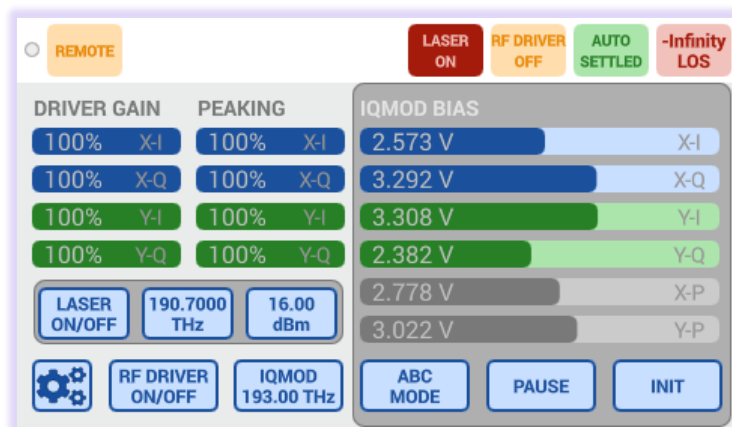 REMOTE
LASER ON
RF DRIVER OFF
AUTO SETTLED
-Infinity LOS
DRIVER GAIN PEAKING IQMOD BIAS
100% X-I 100% X-I 2.573 V X-I
100% X-Q 100% X-Q 3.292 V X-Q
100% Y-I 100% Y-I 3.308 V Y-I
100% Y-Q 100% Y-Q 2.382 V Y-Q
2.778 V X-P
3.022 V Y-P
LASER ON/OFF
190.7000 THz
16.00 dBm
RF DRIVER ON/OFF
IQMOD 193.00 THz
ABC MODE
PAUSE
INIT